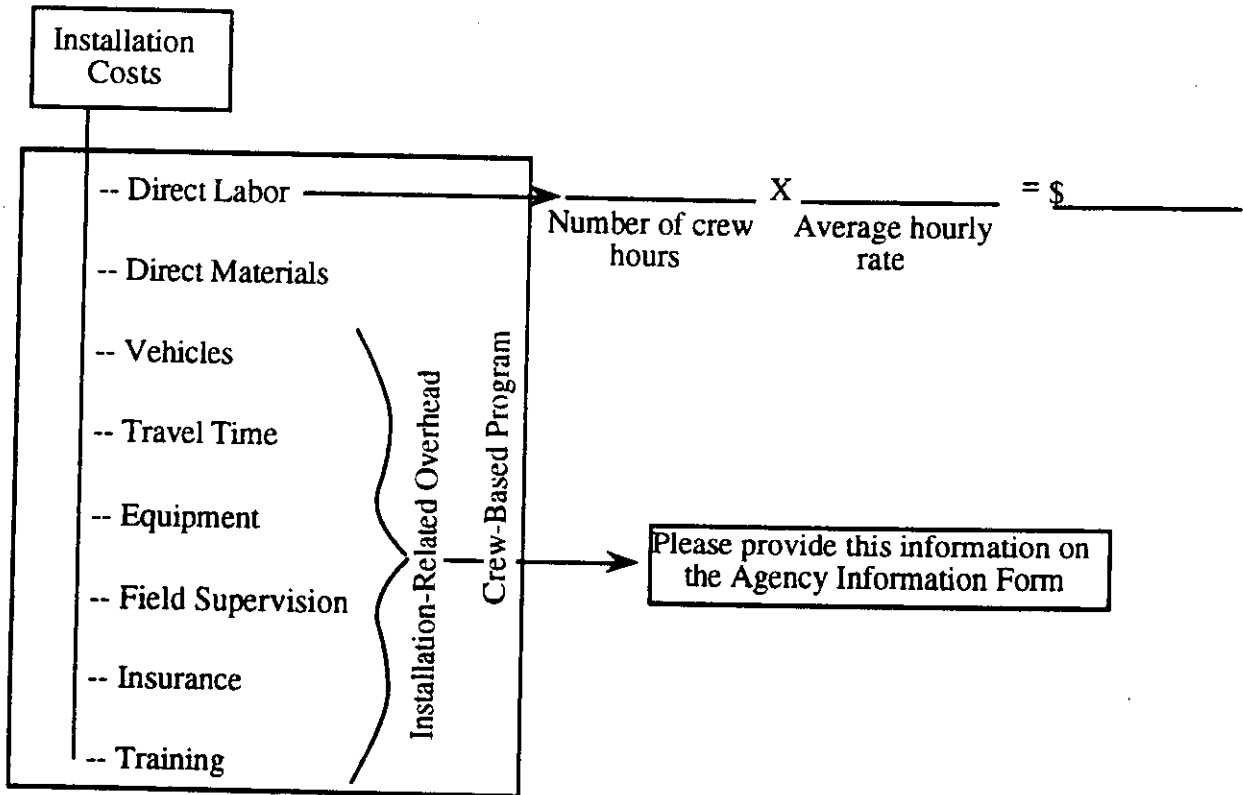 Installation
Costs
-- Direct Labor
X
= $
Number of crew
hours
Average hourly
rate
-- Direct Materials
-- Vehicles
-- Travel Time
-- Equipment
-- Field Supervision
-- Insurance
-- Training
Installation-Related Overhead
Crew-Based Program
Please provide this information on
the Agency Information Form